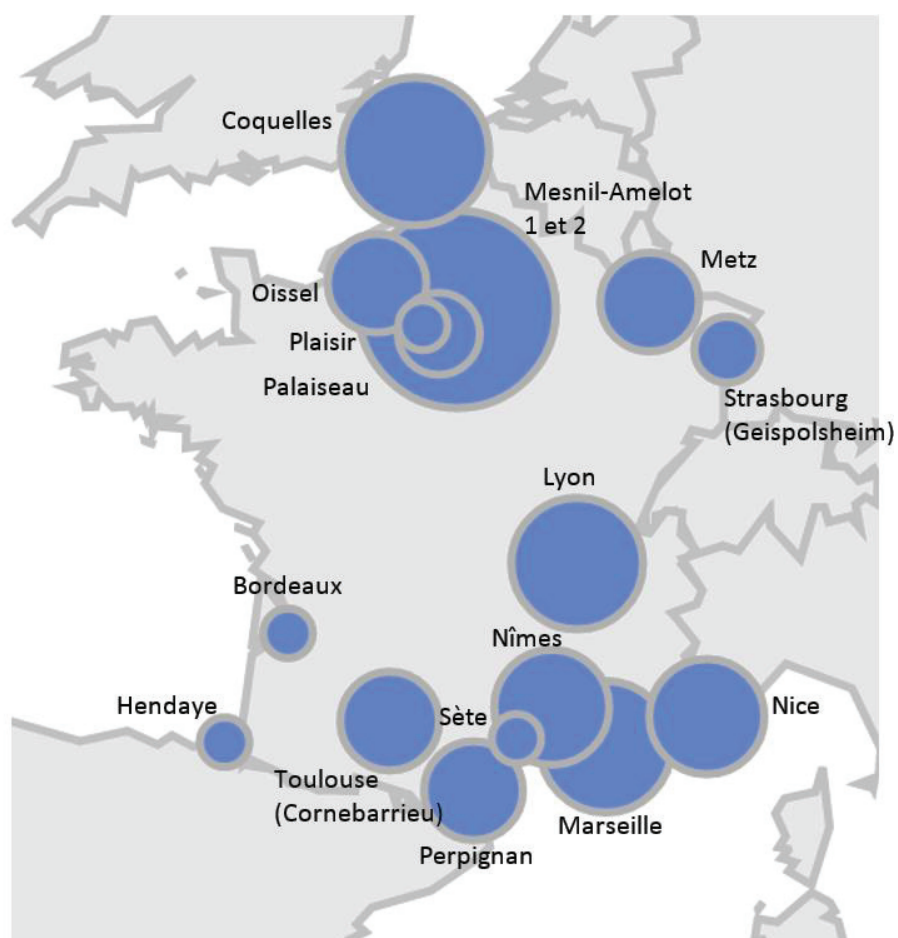 Coquelles
Mesnil-Amelot
1 et 2
Metz
Oissel
Plaisir
Palaiseau
Strasbourg
(Geispolsheim)
Lyon
Bordeaux
Nîmes
Hendaye
Sète
Nice
Toulouse
(Cornebarrieu)
Marseille
Perpignan